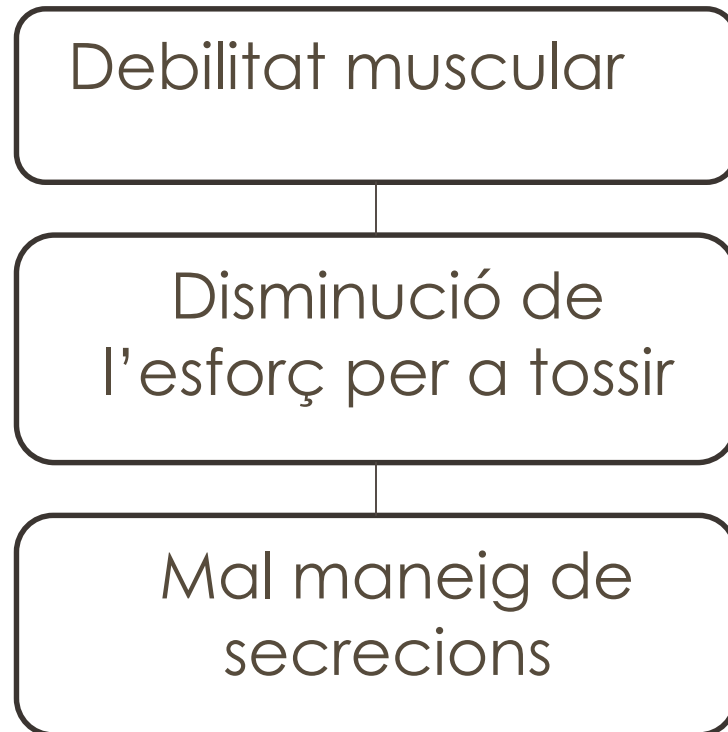 Debilitat muscular
Disminució de
l’esforç per a tossir
Mal maneig de
secrecions